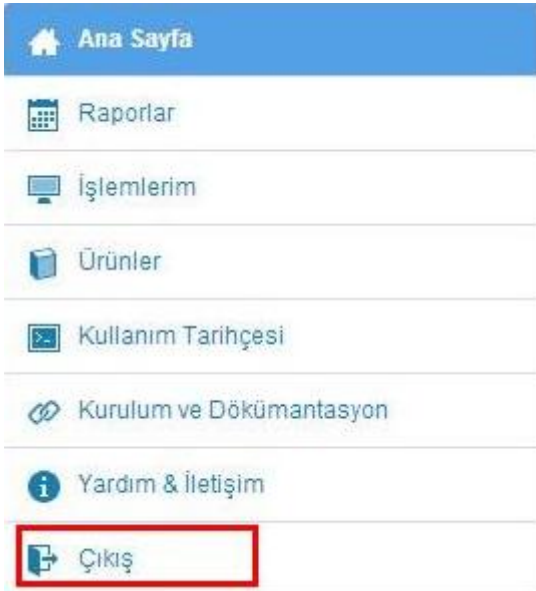 Ana Sayfa
Raporlar
İşlemlerim
Ürünler
Kullanım Tarihçesi
Kurulum ve Dökümantasyon
Yardım & İletişim
Çıkış